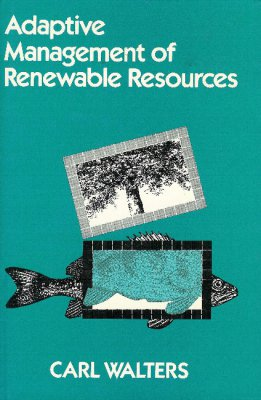 Adaptive
Management of
Renewable Resources
CARL WALTERS